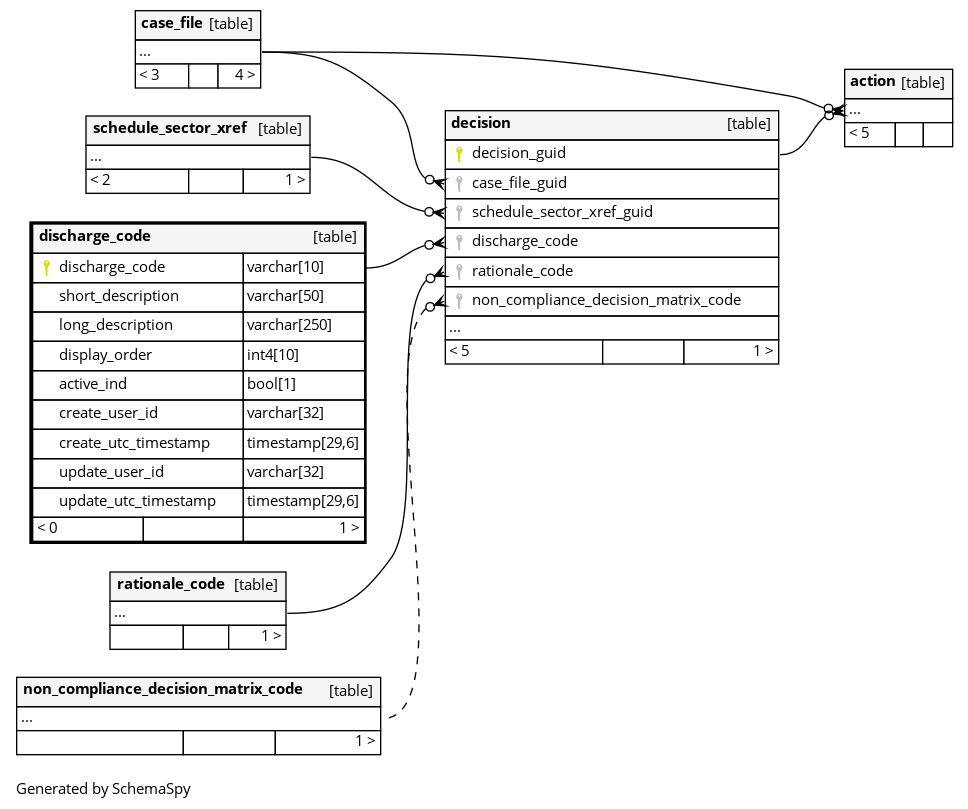 case_file [table]
...
< 3 4 >
schedule_sector_xref [table]
...
< 2 1 >
discharge_code [table]
discharge_code varchar[10]
short_description varchar[50]
long_description varchar[250]
display_order int4[10]
active_ind bool[1]
create_user_id varchar[32]
create_utc_timestamp timestamp[29,6]
update_user_id varchar[32]
update_utc_timestamp timestamp[29,6]
< 0 1 >
rationale_code [table]
...
1 >
non_compliance_decision_matrix_code [table]
...
1 >
decision [table]
decision_guid
case_file_guid
schedule_sector_xref_guid
discharge_code
rationale_code
non_compliance_decision_matrix_code
...
< 5 1 >
action [table]
...
< 5
Generated by SchemaSpy